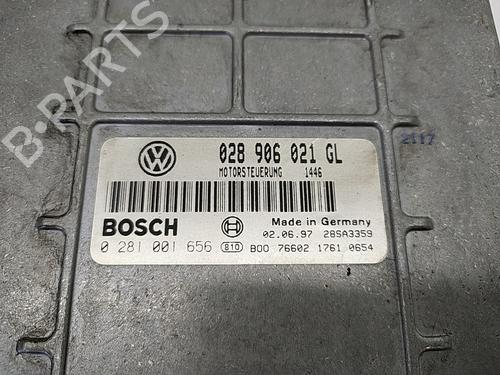 B-PARTS
028 906 021 GL
MOTORSTEUERUNG 1446
BOSCH
Made in Germany
02.06.97 28SA3359
0 281 001 656 810 B00 76602 1761 0654
2117